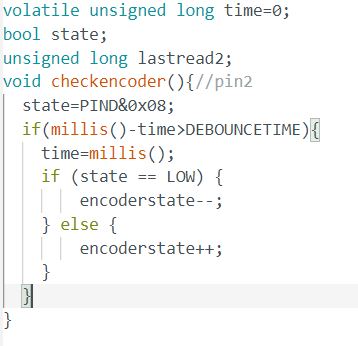 volatile unsigned long time=0;
bool state;
unsigned long lastread2;
void checkencoder(){//pin2
  state=PIND&0x08;
  if(millis()-time>DEBOUNCETIME){
    time=millis();
    if (state == LOW) {
        encoderstate--;
    } else {
        encoderstate++;
    }
  }
}